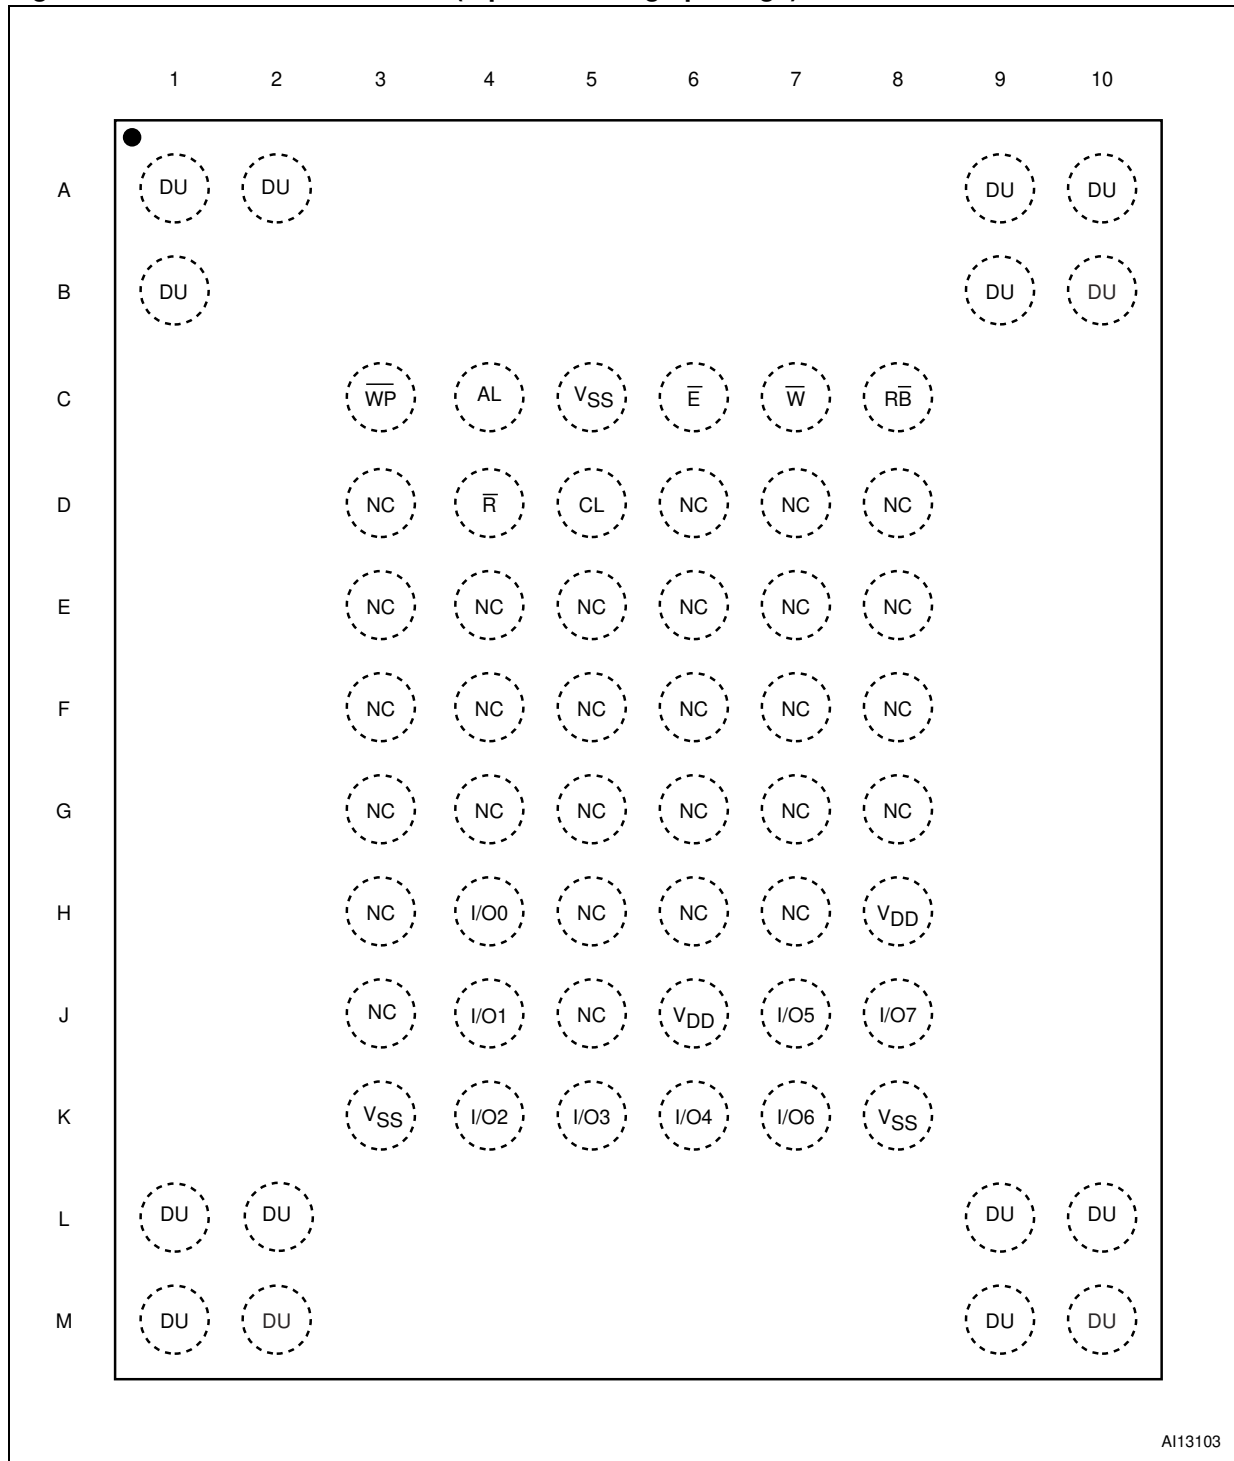 1 2 3 4 5 6 7 8 9 10
A DU DU DU DU
B DU DU DU
C W̅P̅ AL VSS E̅ W̅ RB̅
D NC R̅ CL NC NC NC
E NC NC NC NC NC NC
F NC NC NC NC NC NC
G NC NC NC NC NC NC
H NC I/O0 NC NC NC VDD
J NC I/O1 NC VDD I/O5 I/O7
K VSS I/O2 I/O3 I/O4 I/O6 VSS
L DU DU DU DU
M DU DU DU DU
AI13103